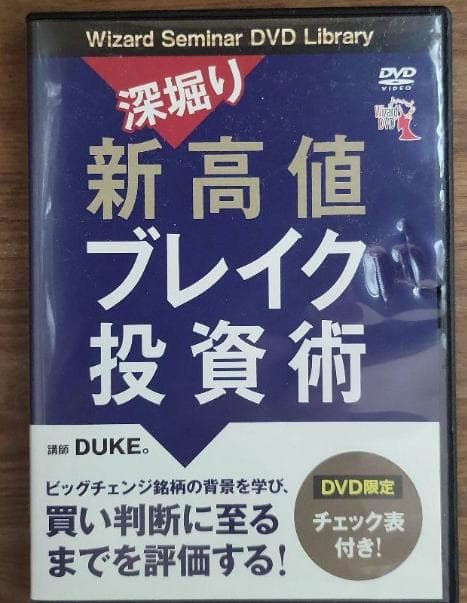 Wizard Seminar DVD Library
深堀り
DVD
VIDEO
Wizard
DVD
新高値
ブレイク
投資術
講師 DUKE。
ビッグチェンジ銘柄の背景を学び、
買い判断に至る
までを評価する!
DVD限定
チェック表
付き!